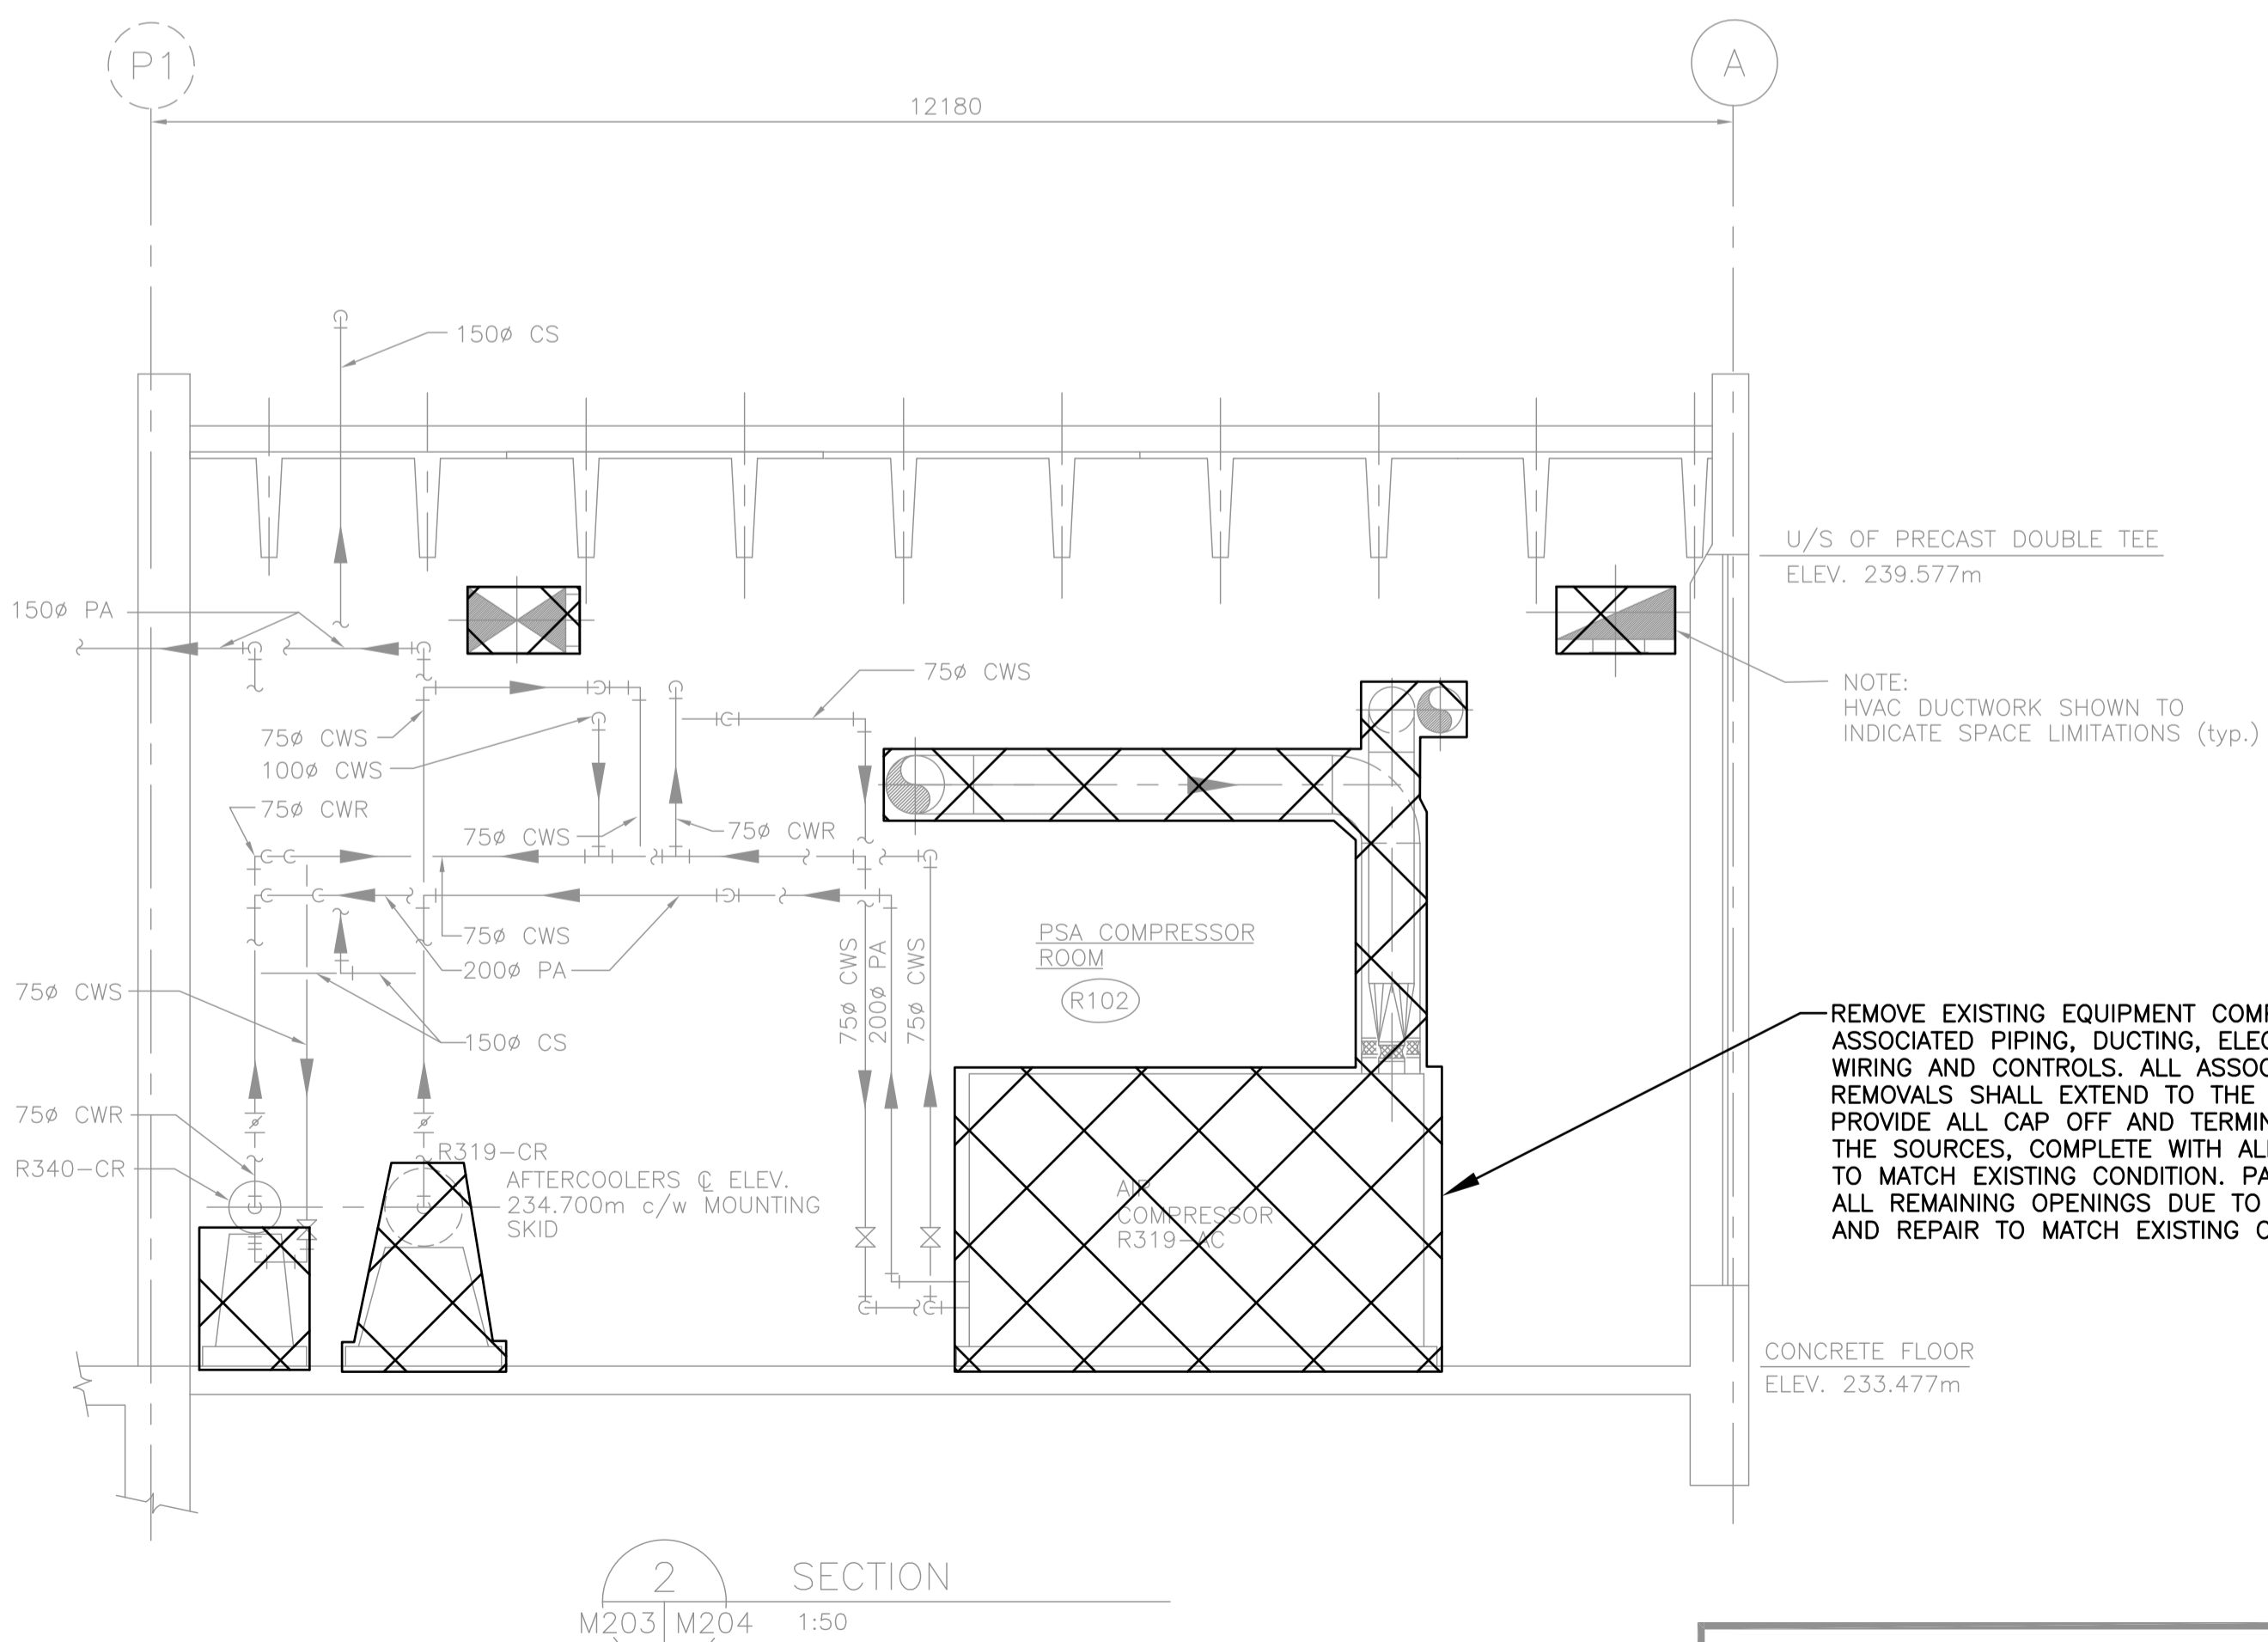 P1
A
12180
150ø CS
U/S OF PRECAST DOUBLE TEE
ELEV. 239.577m
150ø PA
75ø CWS
NOTE:
HVAC DUCTWORK SHOWN TO
INDICATE SPACE LIMITATIONS (typ.)
75ø CWS
100ø CWS
75ø CWR
75ø CWS
75ø CWR
75ø CWS
200ø PA
75ø CWS
200ø PA
75ø CWS
PSA COMPRESSOR
ROOM
R102
75ø CWS
150ø CS
REMOVE EXISTING EQUIPMENT
ASSOCIATED PIPING, DUCTING,
WIRING AND CONTROLS. ALL
REMOVALS SHALL EXTEND TO THE
PROVIDE ALL CAP OFF AND
THE SOURCES, COMPLETE WITH
TO MATCH EXISTING CONDITION.
ALL REMAINING OPENINGS DUE TO
AND REPAIR TO MATCH EXISTING
75ø CWR
R340-CR
R319-CR
AFTERCOOLERS ℄ ELEV.
234.700m c/w MOUNTING
SKID
AIR
COMPRESSOR
R319-AC
CONCRETE FLOOR
ELEV. 233.477m
2
SECTION
M203 M204
1:50